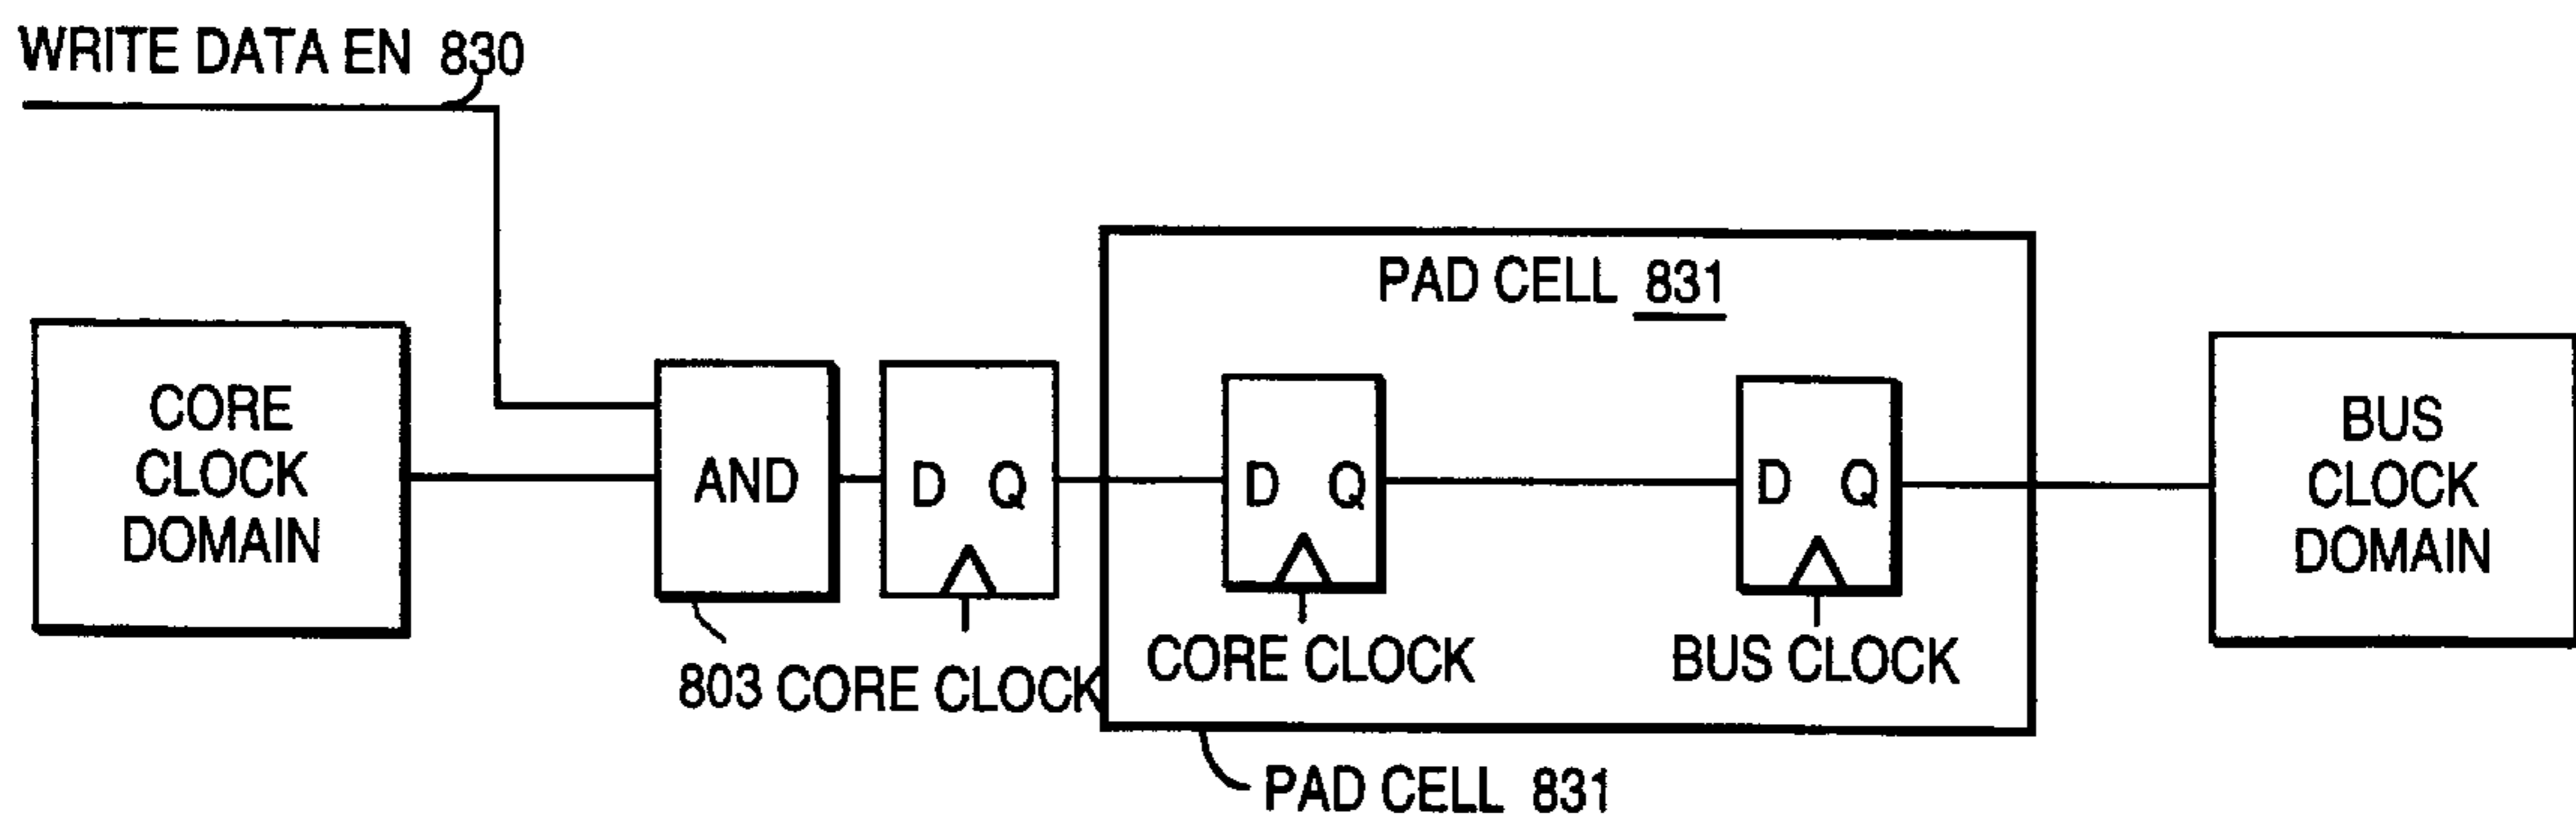 WRITE DATA EN 830
PAD CELL 831
CORE
CLOCK
DOMAIN
AND
D Q
D Q
D Q
BUS
CLOCK
DOMAIN
803 CORE CLOCK
CORE CLOCK
BUS CLOCK
PAD CELL 831